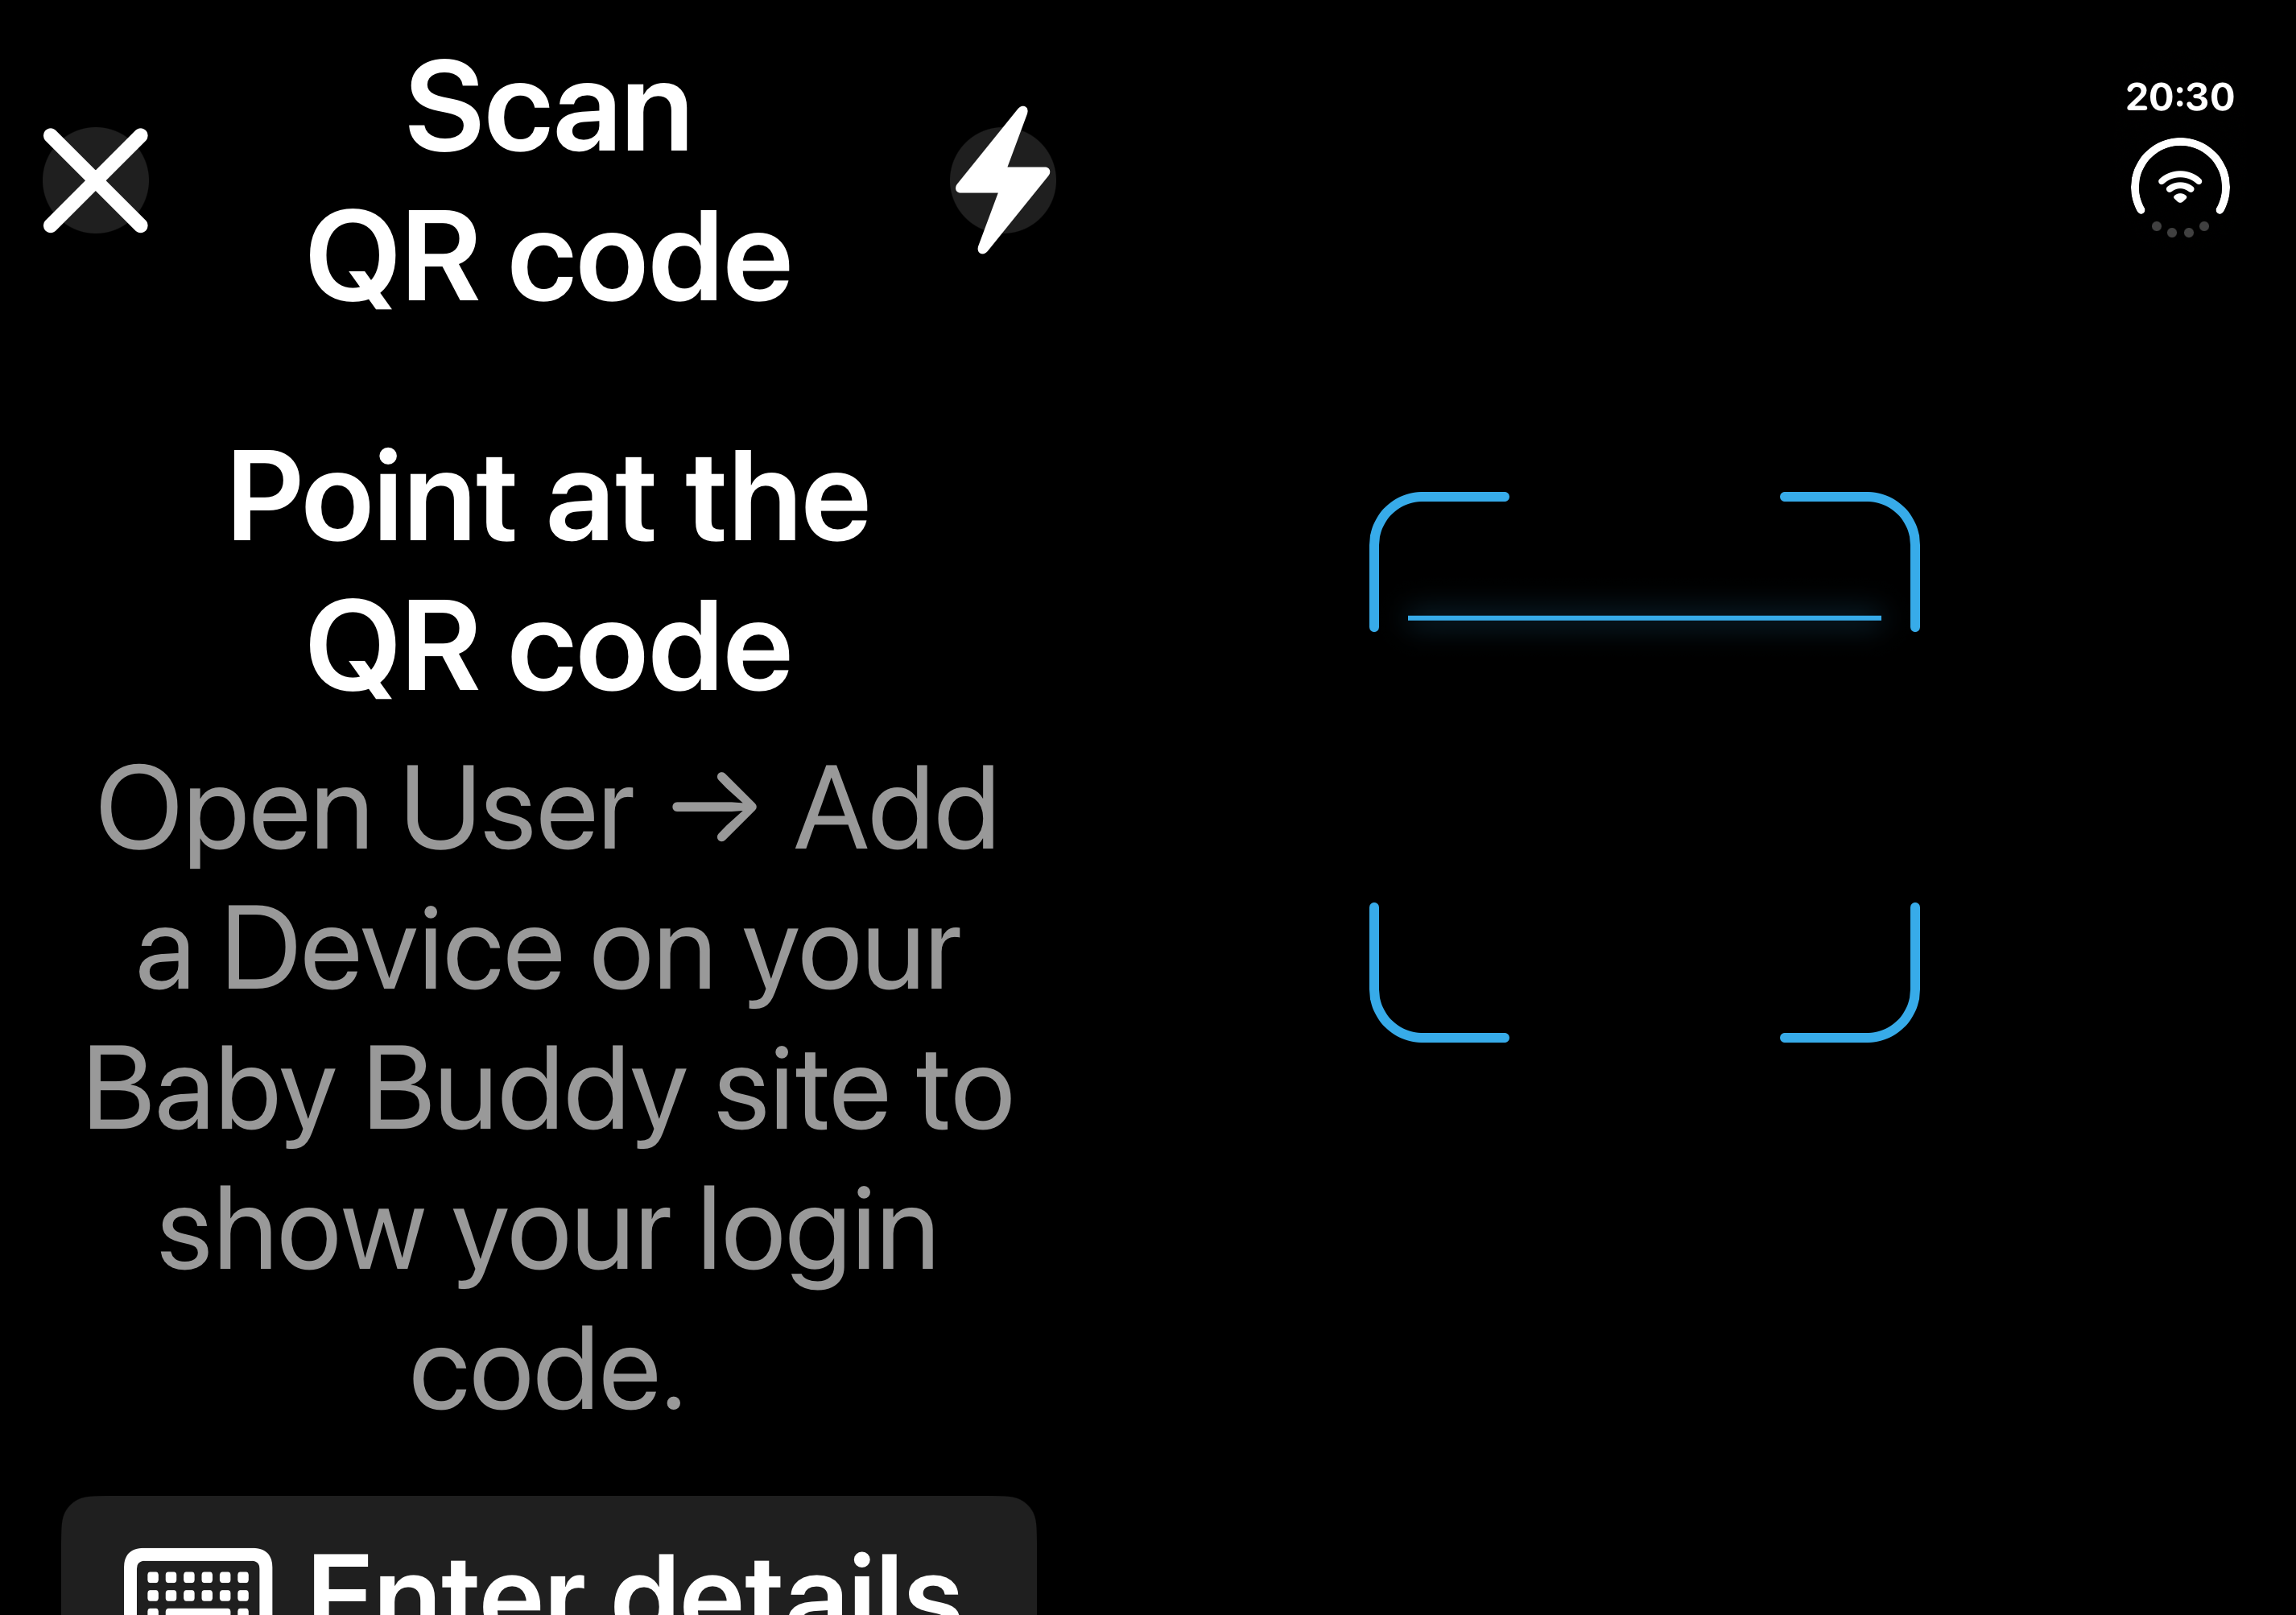 Scan
QR code
20:30
Point at the
QR code
Open User → Add
a Device on your
Baby Buddy site to
show your login
code.
Enter details